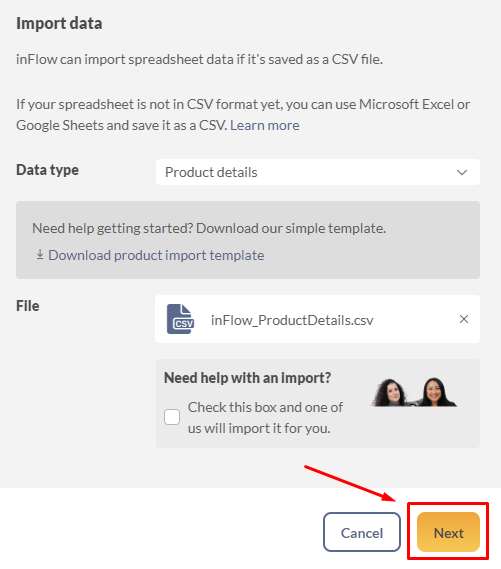 Import data
inFlow can import spreadsheet data if it's saved as a CSV file.
If your spreadsheet is not in CSV format yet, you can use Microsoft Excel or
Google Sheets and save it as a CSV. Learn more
Data type
Product details
Need help getting started? Download our simple template.
Download product import template
File
CSV
inFlow_ProductDetails.csv
Need help with an import?
Check this box and one of
us will import it for you.
Cancel
Next